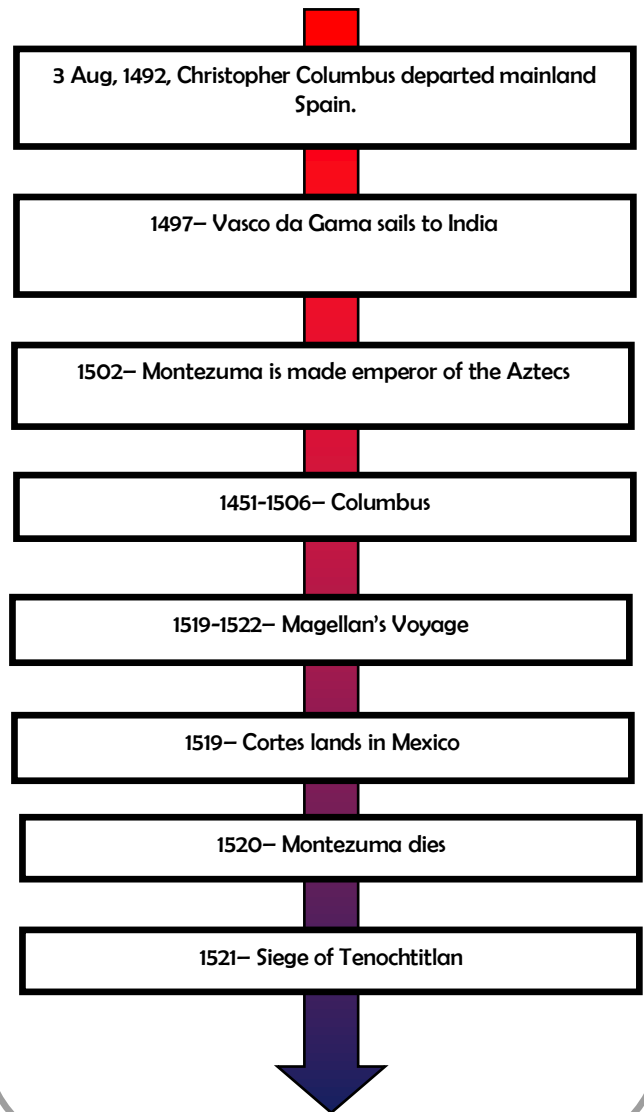 3 Aug, 1492, Christopher Columbus departed mainland
Spain.
1497– Vasco da Gama sails to India
1502– Montezuma is made emperor of the Aztecs
1451-1506– Columbus
1519-1522– Magellan’s Voyage
1519– Cortes lands in Mexico
1520– Montezuma dies
1521– Siege of Tenochtitlan